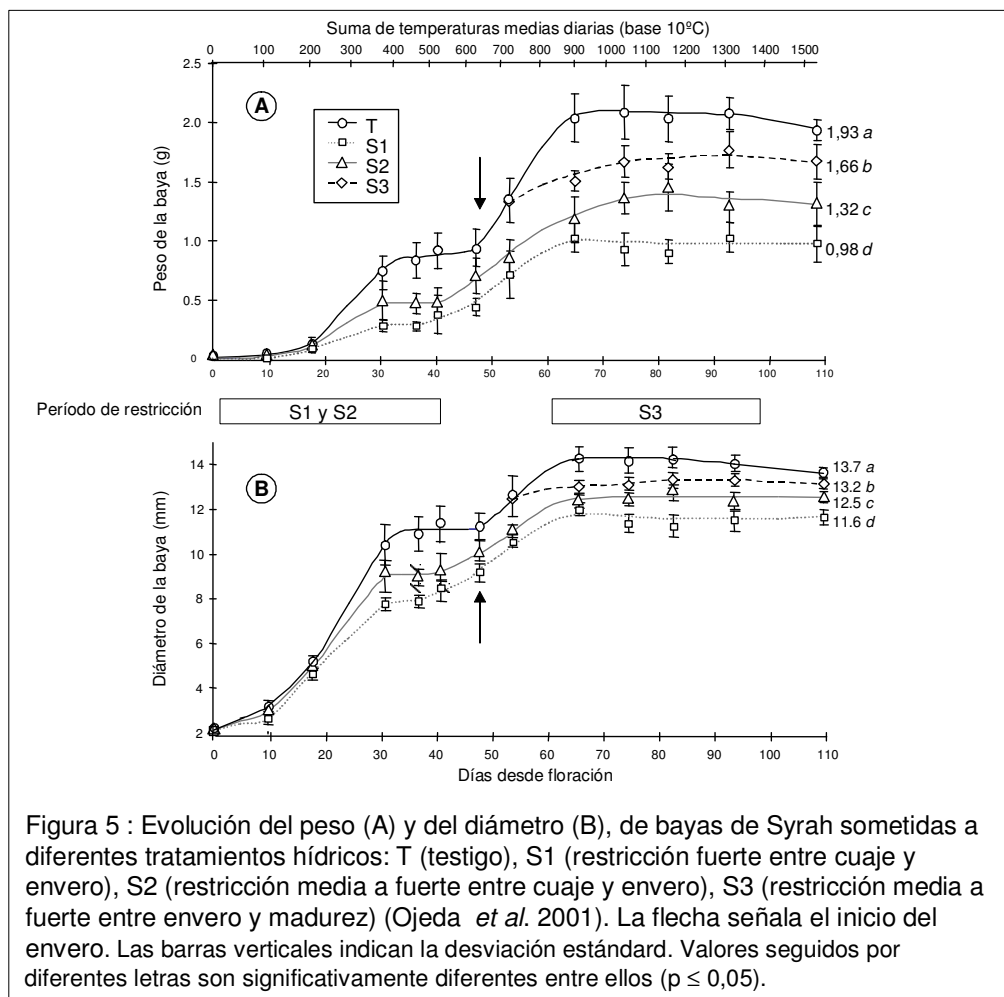 Suma de temperaturas medias diarias (base 10ºC)
0 100 200 300 400 500 600 700 800 900 1000 1100 1200 1300 1400 1500
2.5
2.0
1.5
1.0
0.5
0
Peso de la baya (g)
A
T
S1
S2
S3
1,93 a
1,66 b
1,32 c
0,98 d
0 10 20 30 40 50 60 70 80 90 100 110
Período de restricción
S1 y S2
S3
14
12
10
8
6
4
2
Diámetro de la baya (mm)
B
13.7 a
13.2 b
12.5 c
11.6 d
0 10 20 30 40 50 60 70 80 90 100 110
Días desde floración
Figura 5 : Evolución del peso (A) y del diámetro (B), de bayas de Syrah sometidas a
diferentes tratamientos hídricos: T (testigo), S1 (restricción fuerte entre cuaje y
envero), S2 (restricción media a fuerte entre cuaje y envero), S3 (restricción media a
fuerte entre envero y madurez) (Ojeda et al. 2001). La flecha señala el inicio del
envero. Las barras verticales indican la desviación estándard. Valores seguidos por
diferentes letras son significativamente diferentes entre ellos (p ≤ 0,05).